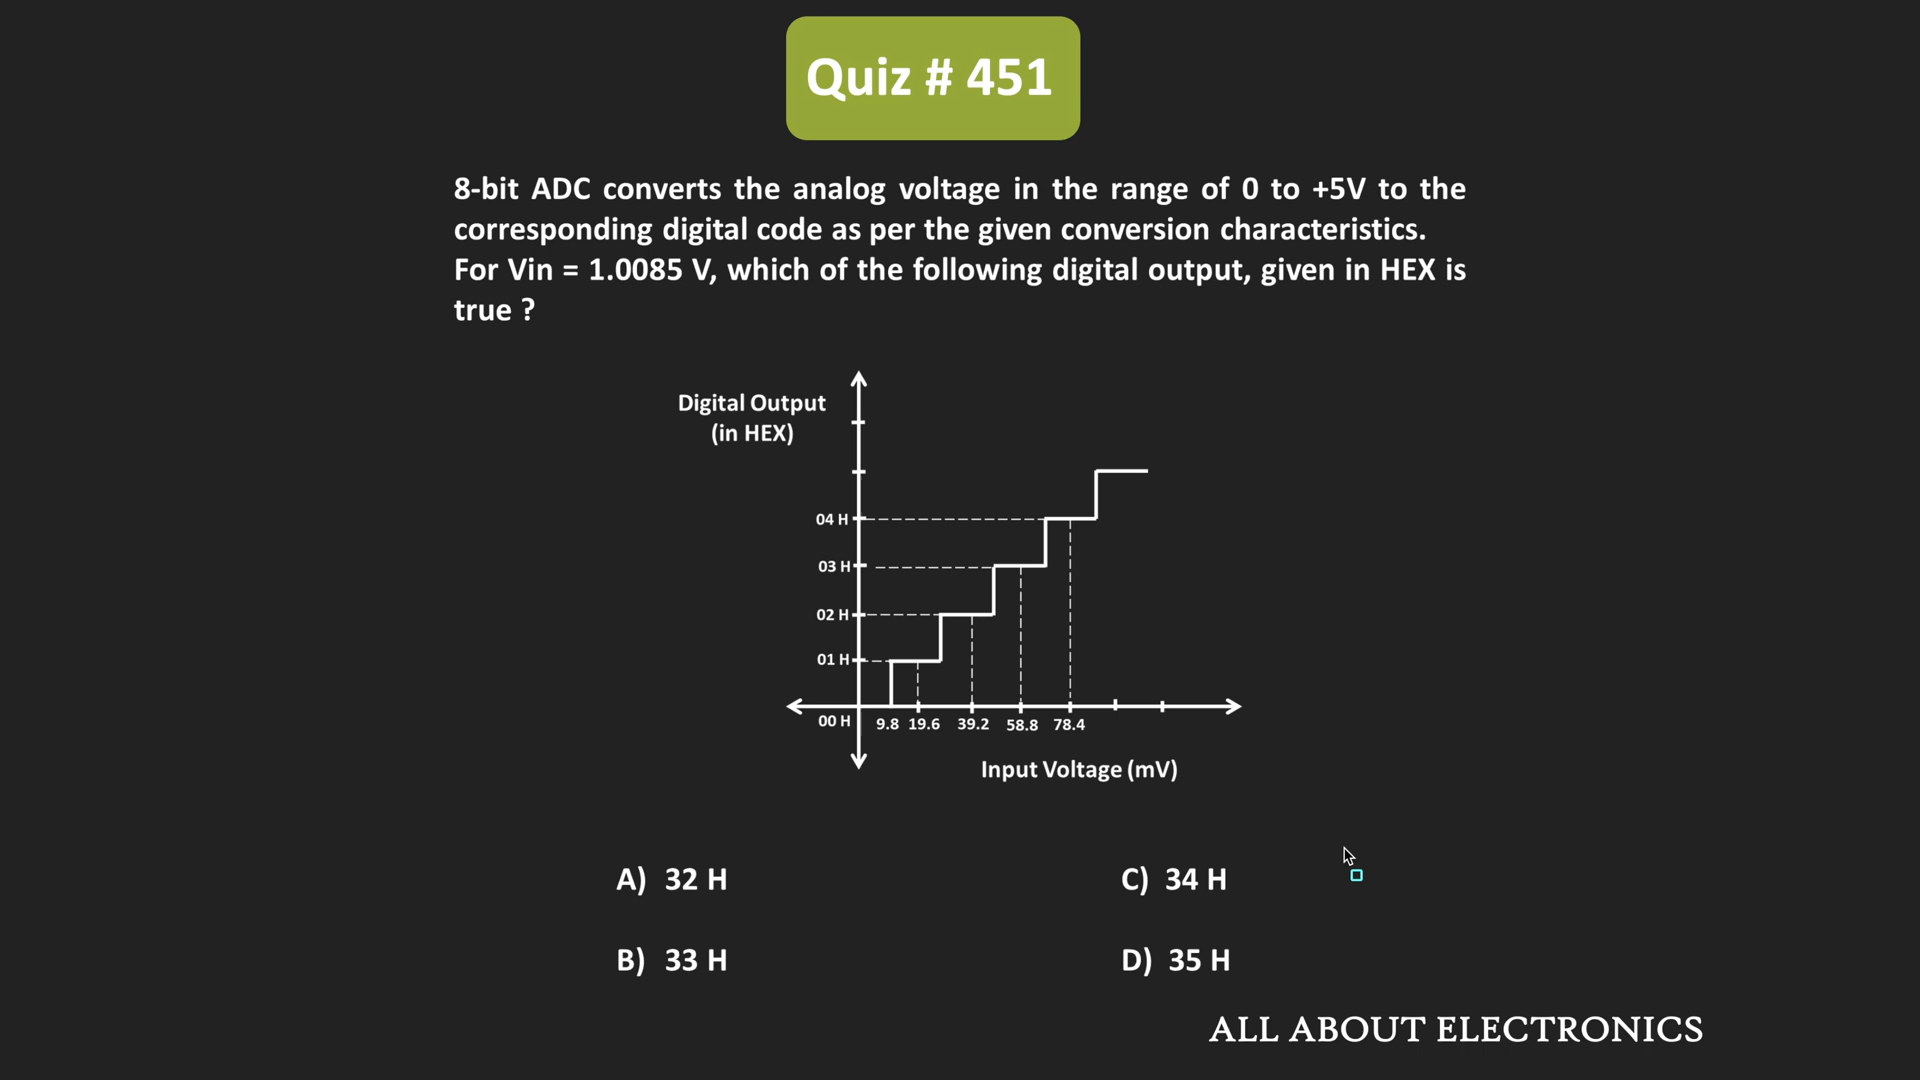 Quiz # 451
8-bit ADC converts the analog voltage in the range of 0 to +5V to the
corresponding digital code as per the given conversion characteristics.
For Vin = 1.0085 V, which of the following digital output, given in HEX is
true ?
Digital Output
(in HEX)
04 H
03 H
02 H
01 H
00 H 9.8 19.6 39.2 58.8 78.4
Input Voltage (mV)
A) 32 H C) 34 H
B) 33 H D) 35 H
ALL ABOUT ELECTRONICS